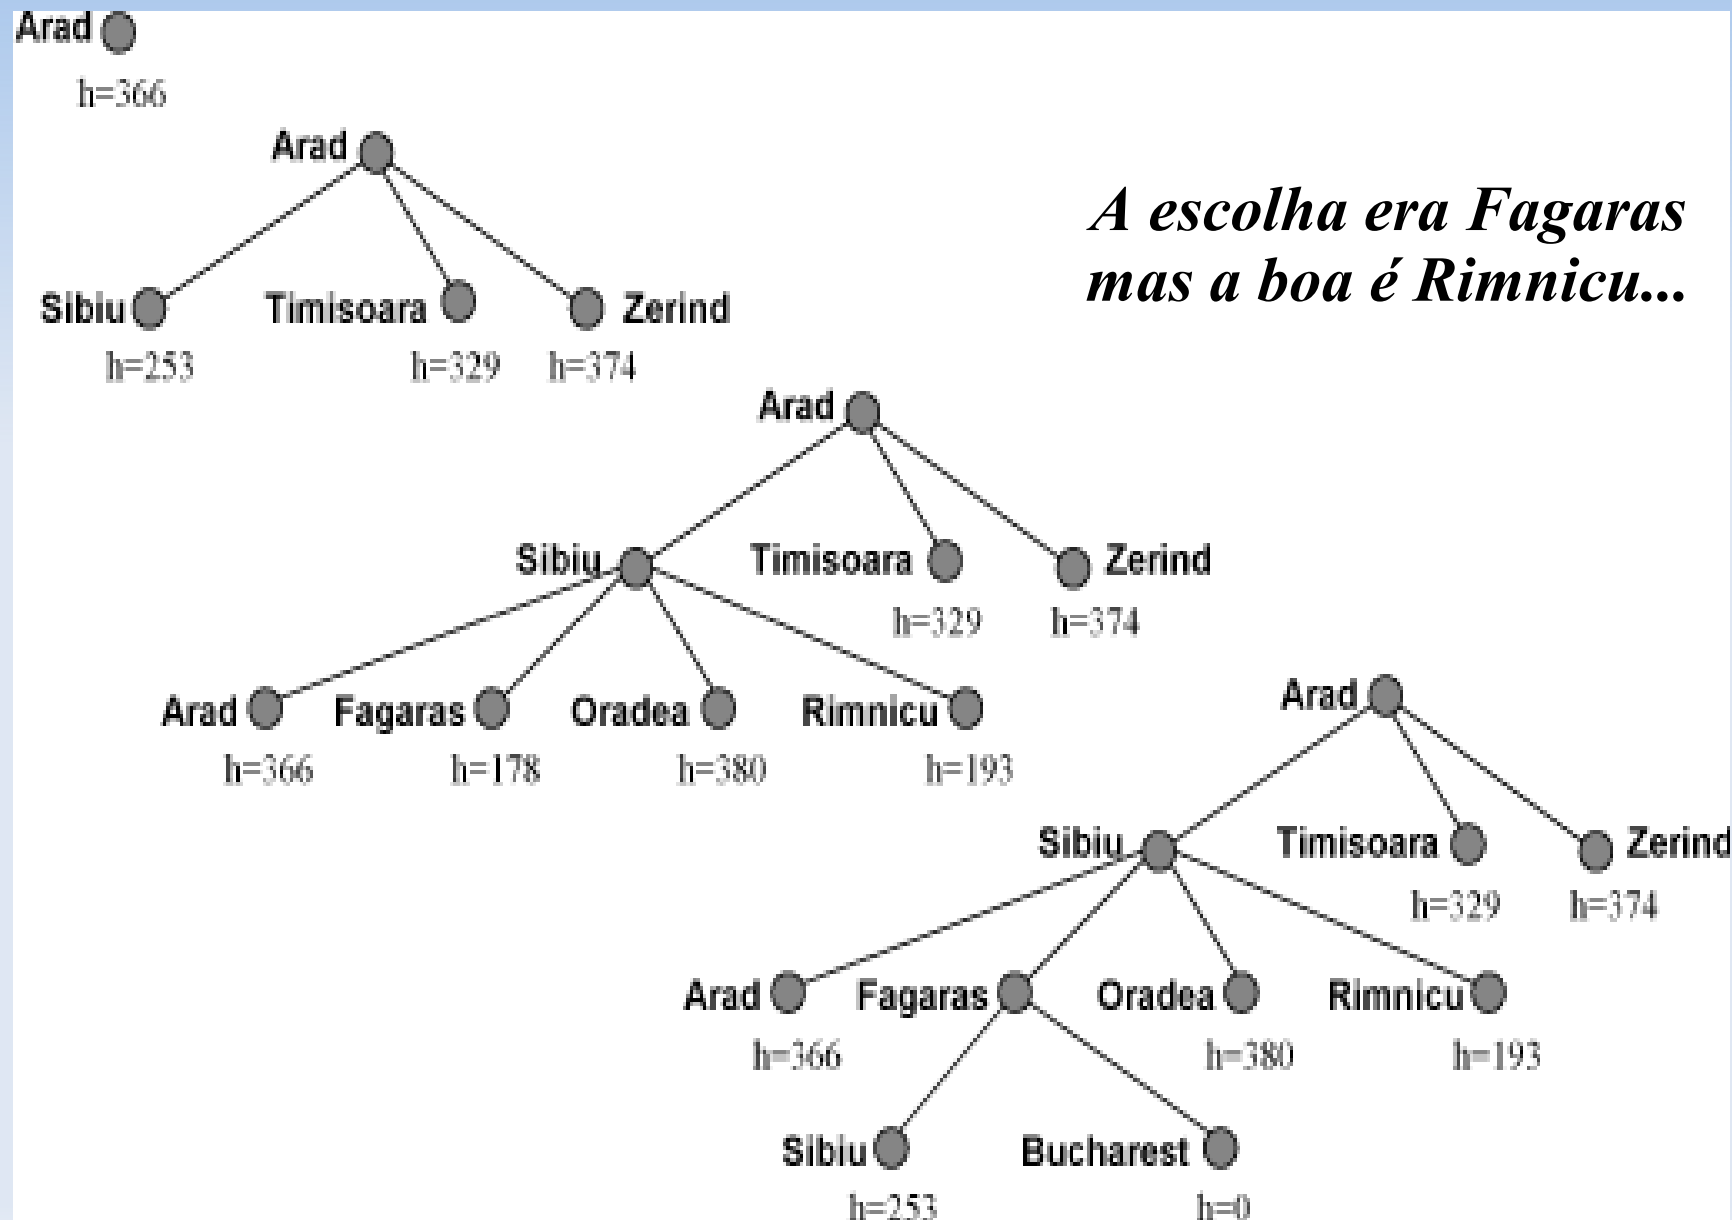 Arad
h=366
Arad
A escolha era Fagaras
mas a boa é Rimnicu...
Sibiu Timisoara Zerind
h=253 h=329 h=374
Arad
Sibiu Timisoara Zerind
h=329 h=374
Arad Fagaras Oradea Rimnicu
h=366 h=178 h=380 h=193
Arad
Sibiu Timisoara Zerind
h=329 h=374
Arad Fagaras Oradea Rimnicu
h=366 h=380 h=193
Sibiu Bucharest
h=253 h=0